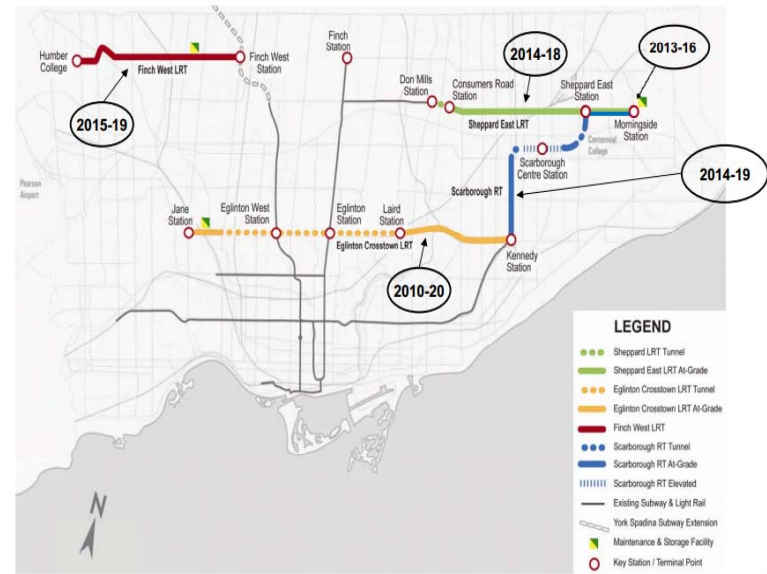 Humber
College
Finch West LRT
Finch West
Station
2015-19
Finch
Station
Don Mills
Station
Consumers Road
Station
2014-18
Sheppard East LRT
Sheppard East
Station
2013-16
Morningside
Station
Centennial
College
Scarborough
Centre Station
Scarborough RT
2014-19
Pearson
Airport
Jane
Station
Eglinton West
Station
Eglinton
Station
Laird
Station
Eglinton Crosstown LRT
Kennedy
Station
2010-20
LEGEND
Sheppard LRT Tunnel
Sheppard East LRT At-Grade
Eglinton Crosstown LRT Tunnel
Eglinton Crosstown LRT At-Grade
Finch West LRT
Scarborough RT Tunnel
Scarborough RT At-Grade
Scarborough RT Elevated
Existing Subway & Light Rail
York Spadina Subway Extension
Maintenance & Storage Facility
Key Station / Terminal Point
N